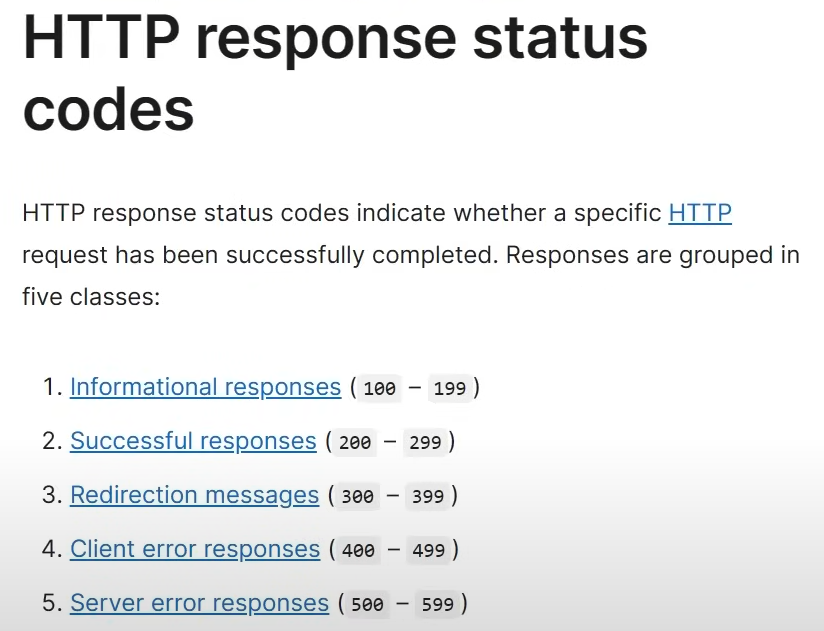 HTTP response status
codes
HTTP response status codes indicate whether a specific HTTP
request has been successfully completed. Responses are grouped in
five classes:
1. Informational responses ( 100 – 199 )
2. Successful responses ( 200 – 299 )
3. Redirection messages ( 300 – 399 )
4. Client error responses ( 400 – 499 )
5. Server error responses ( 500 – 599 )